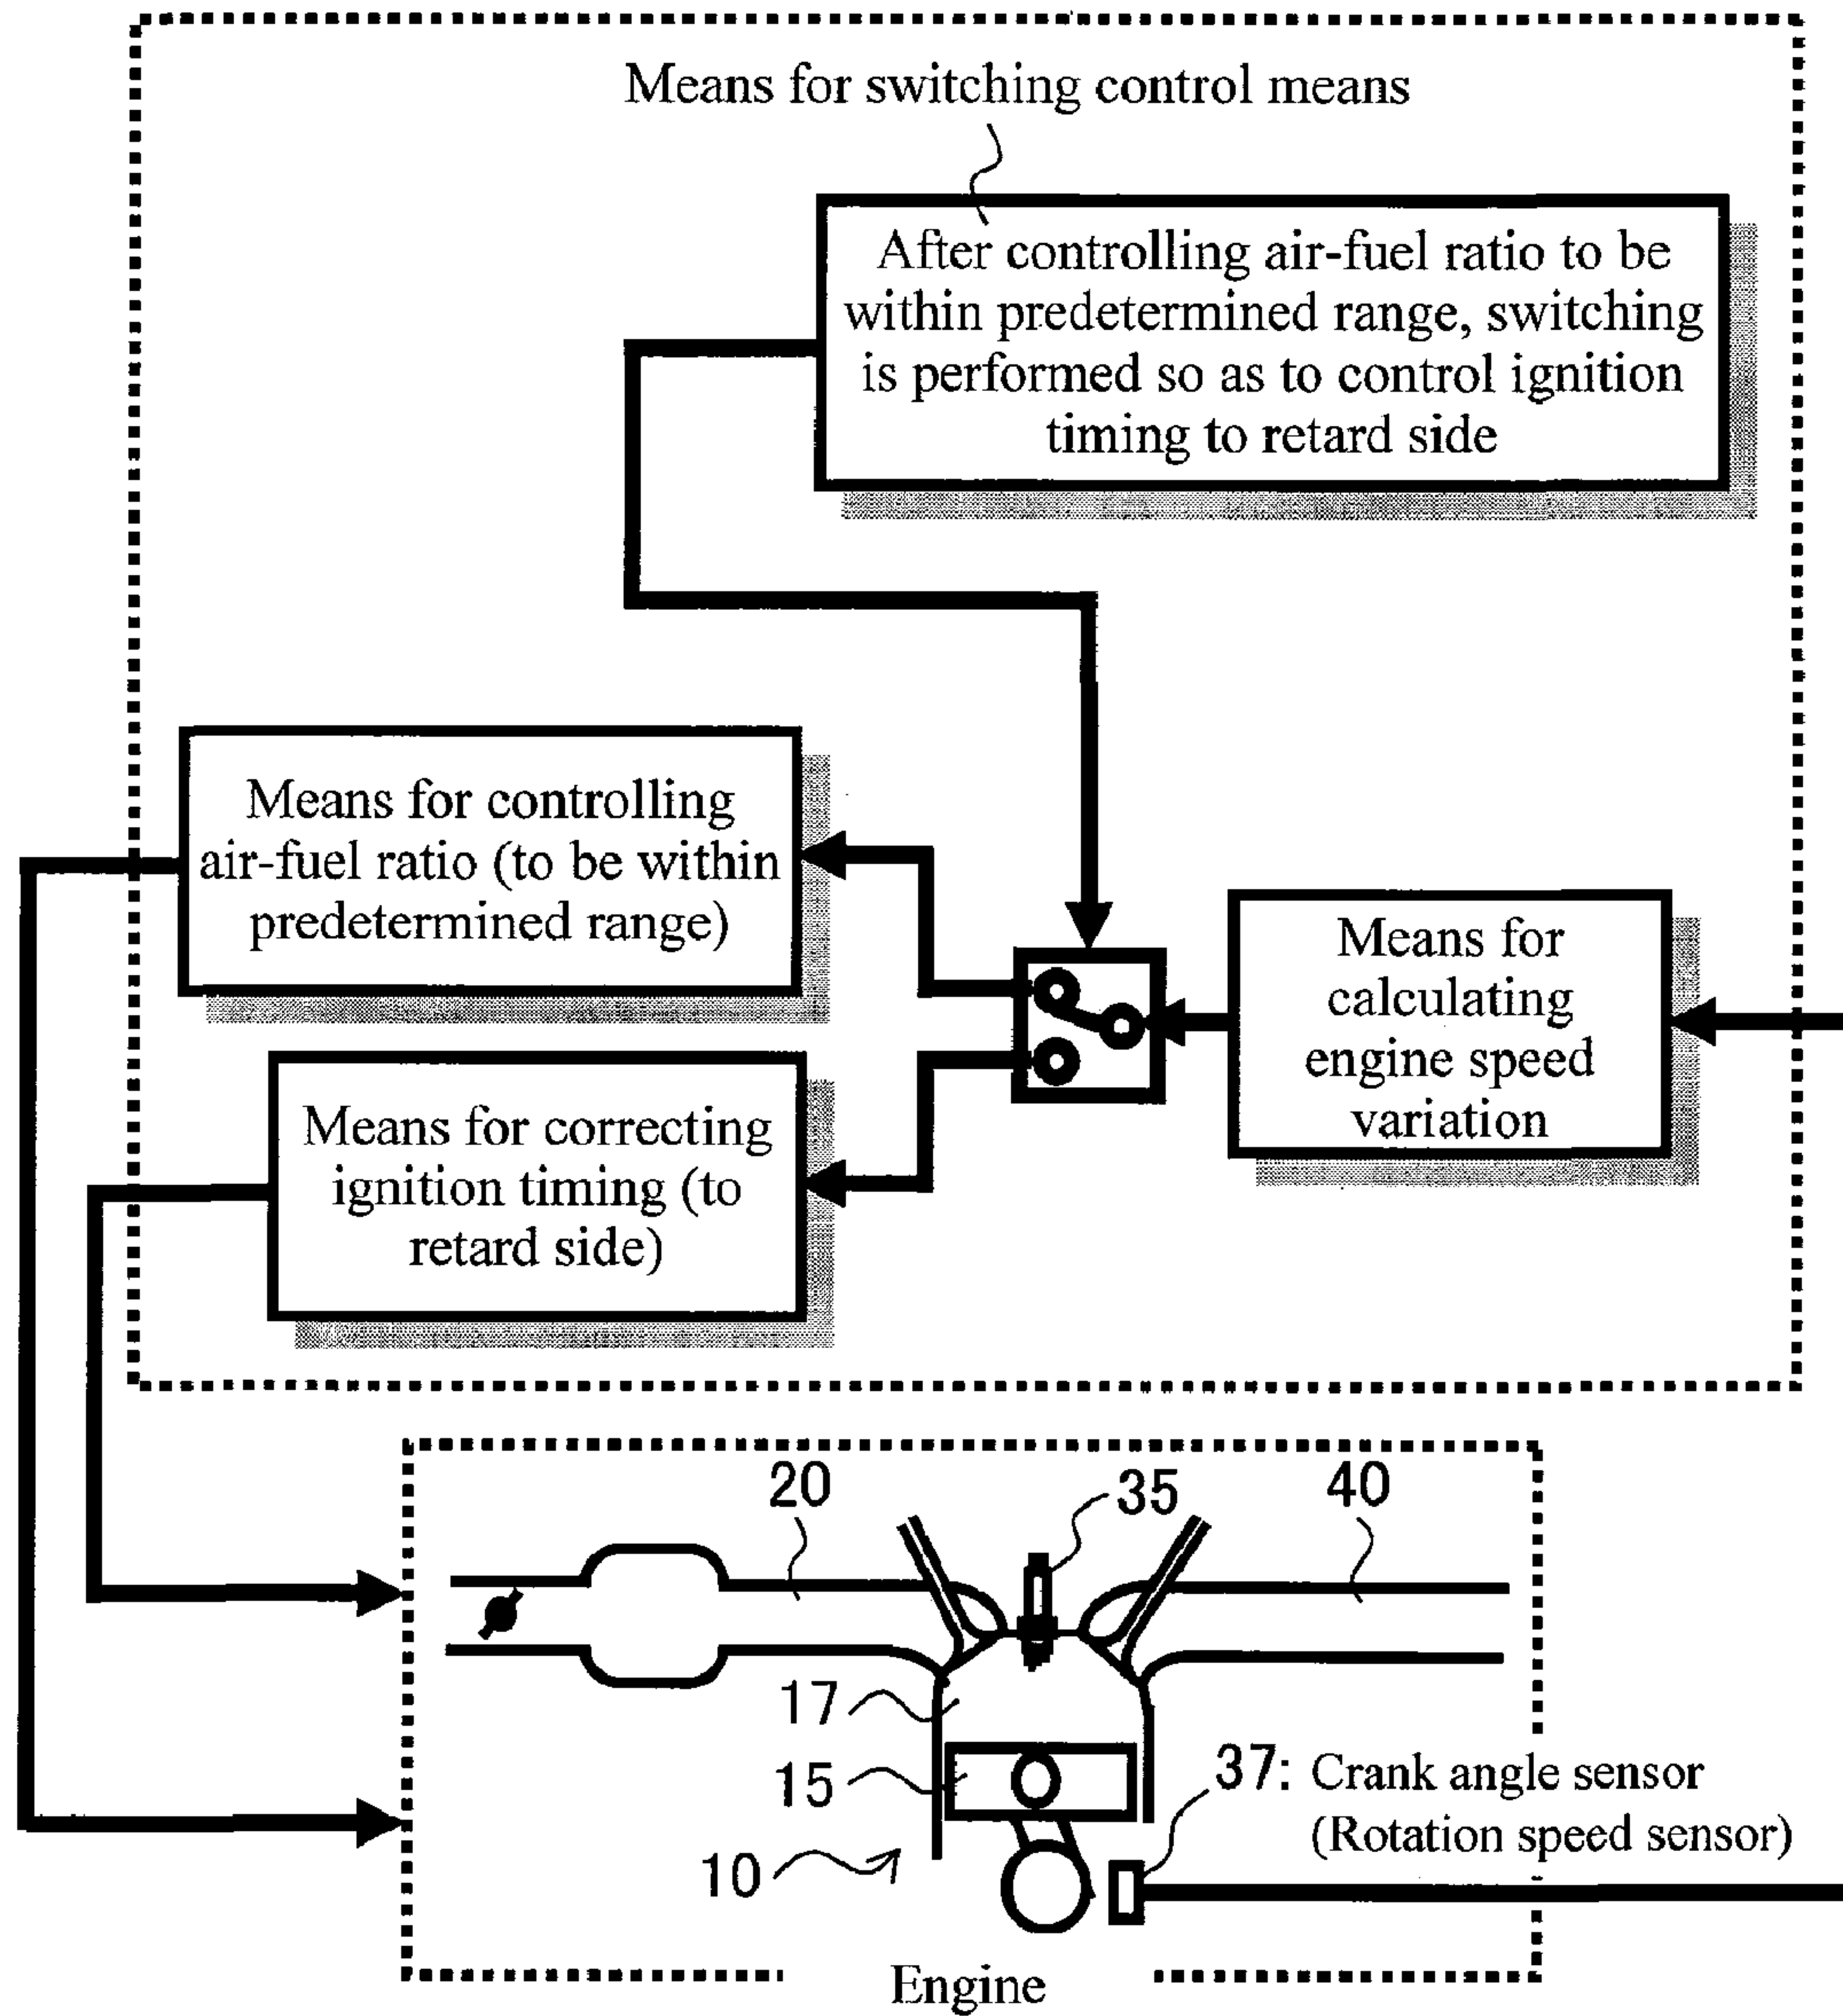 Means for switching control means
After controlling air-fuel ratio to be
within predetermined range, switching
is performed so as to control ignition
timing to retard side
Means for controlling
air-fuel ratio (to be within
predetermined range)
Means for
calculating
engine speed
variation
Means for correcting
ignition timing (to
retard side)
20
35
40
17
15
37: Crank angle sensor
(Rotation speed sensor)
10
Engine